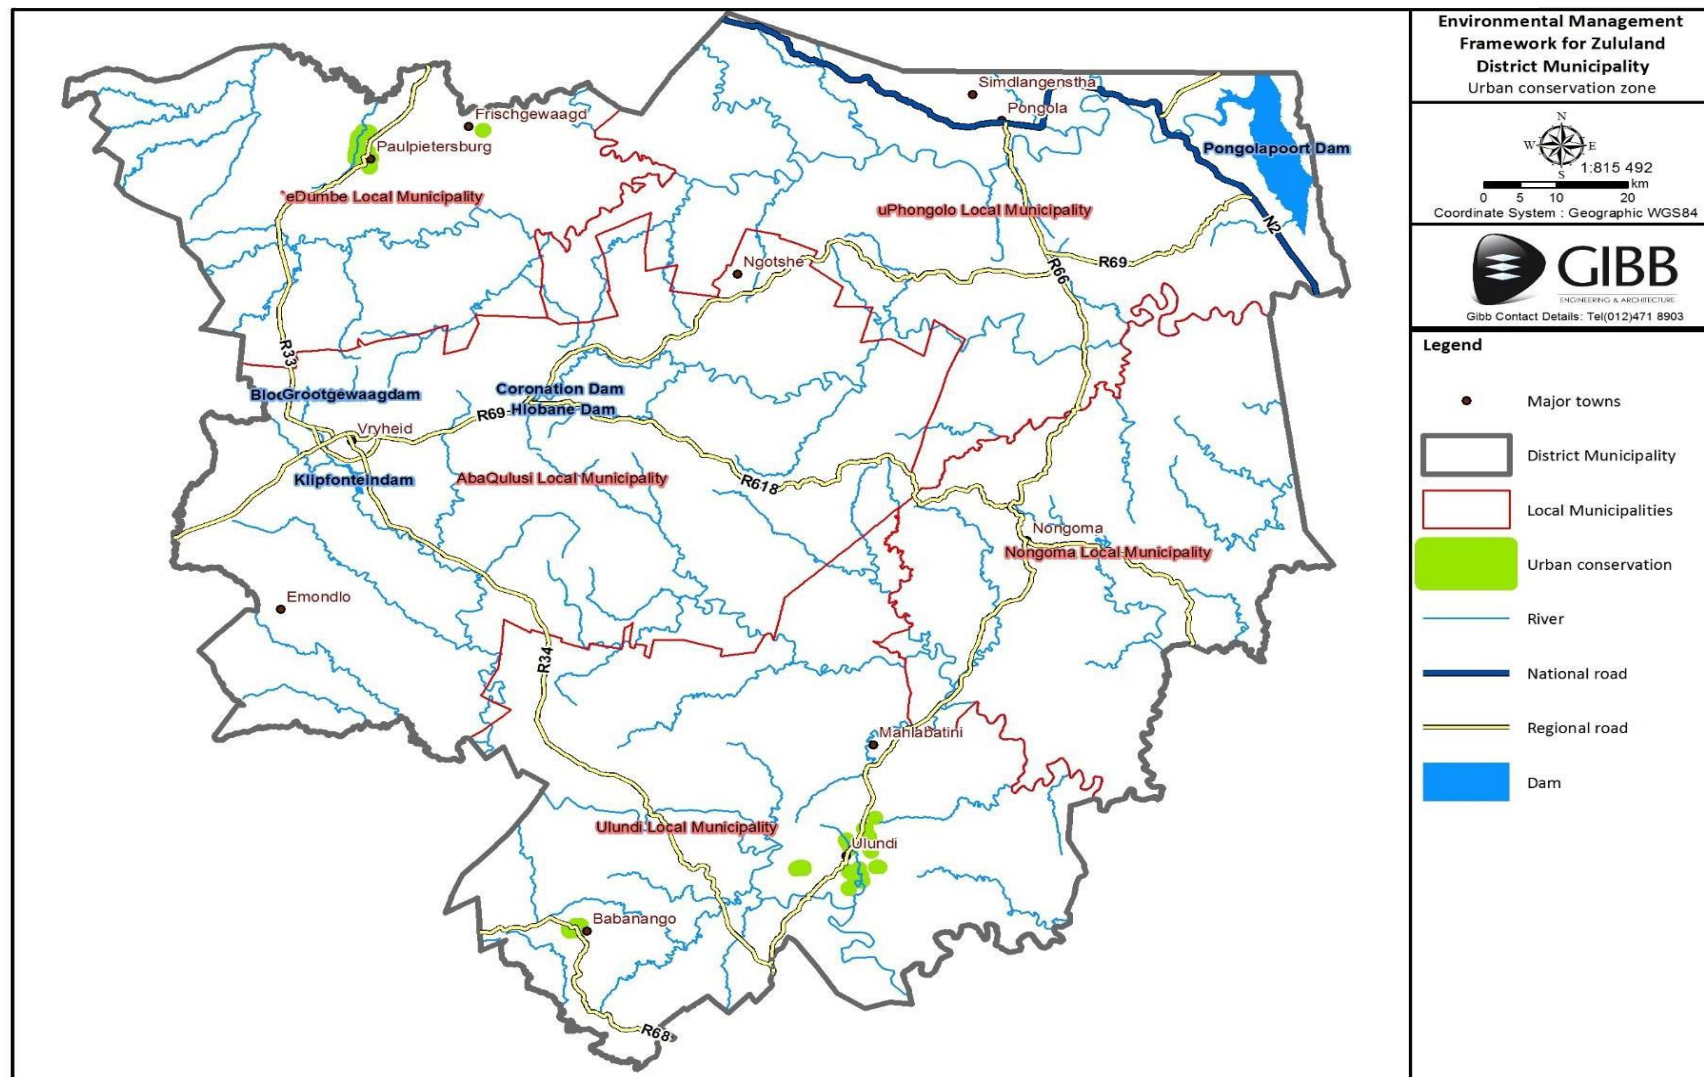 Environmental Management
Framework for Zululand
District Municipality
Urban conservation zone
N
W
E
S
1:815 492
km
0 5 10 20
Coordinate System : Geographic WGS84
GIBB
ENGINEERING & ARCHITECTURE
Gibb Contact Details: Tel(012)471 8903
Legend
Major towns
District Municipality
Local Municipalities
Urban conservation
River
National road
Regional road
Dam
Simdlangenstha
Pongola
Frischgewaagd
Paulpietersburg
Pongolapoort Dam
eDumbe Local Municipality
uPhongolo Local Municipality
N2
Ngotshe
R69
R66
R33
Coronation Dam
Grootgewaagdam
Hlobane Dam
R69
Vryheid
Klipfonteindam
AbaQulusi Local Municipality
R618
Nongoma
Nongoma Local Municipality
Emondlo
R34
Mahlabatini
Ulundi Local Municipality
Ulundi
Babanango
R68